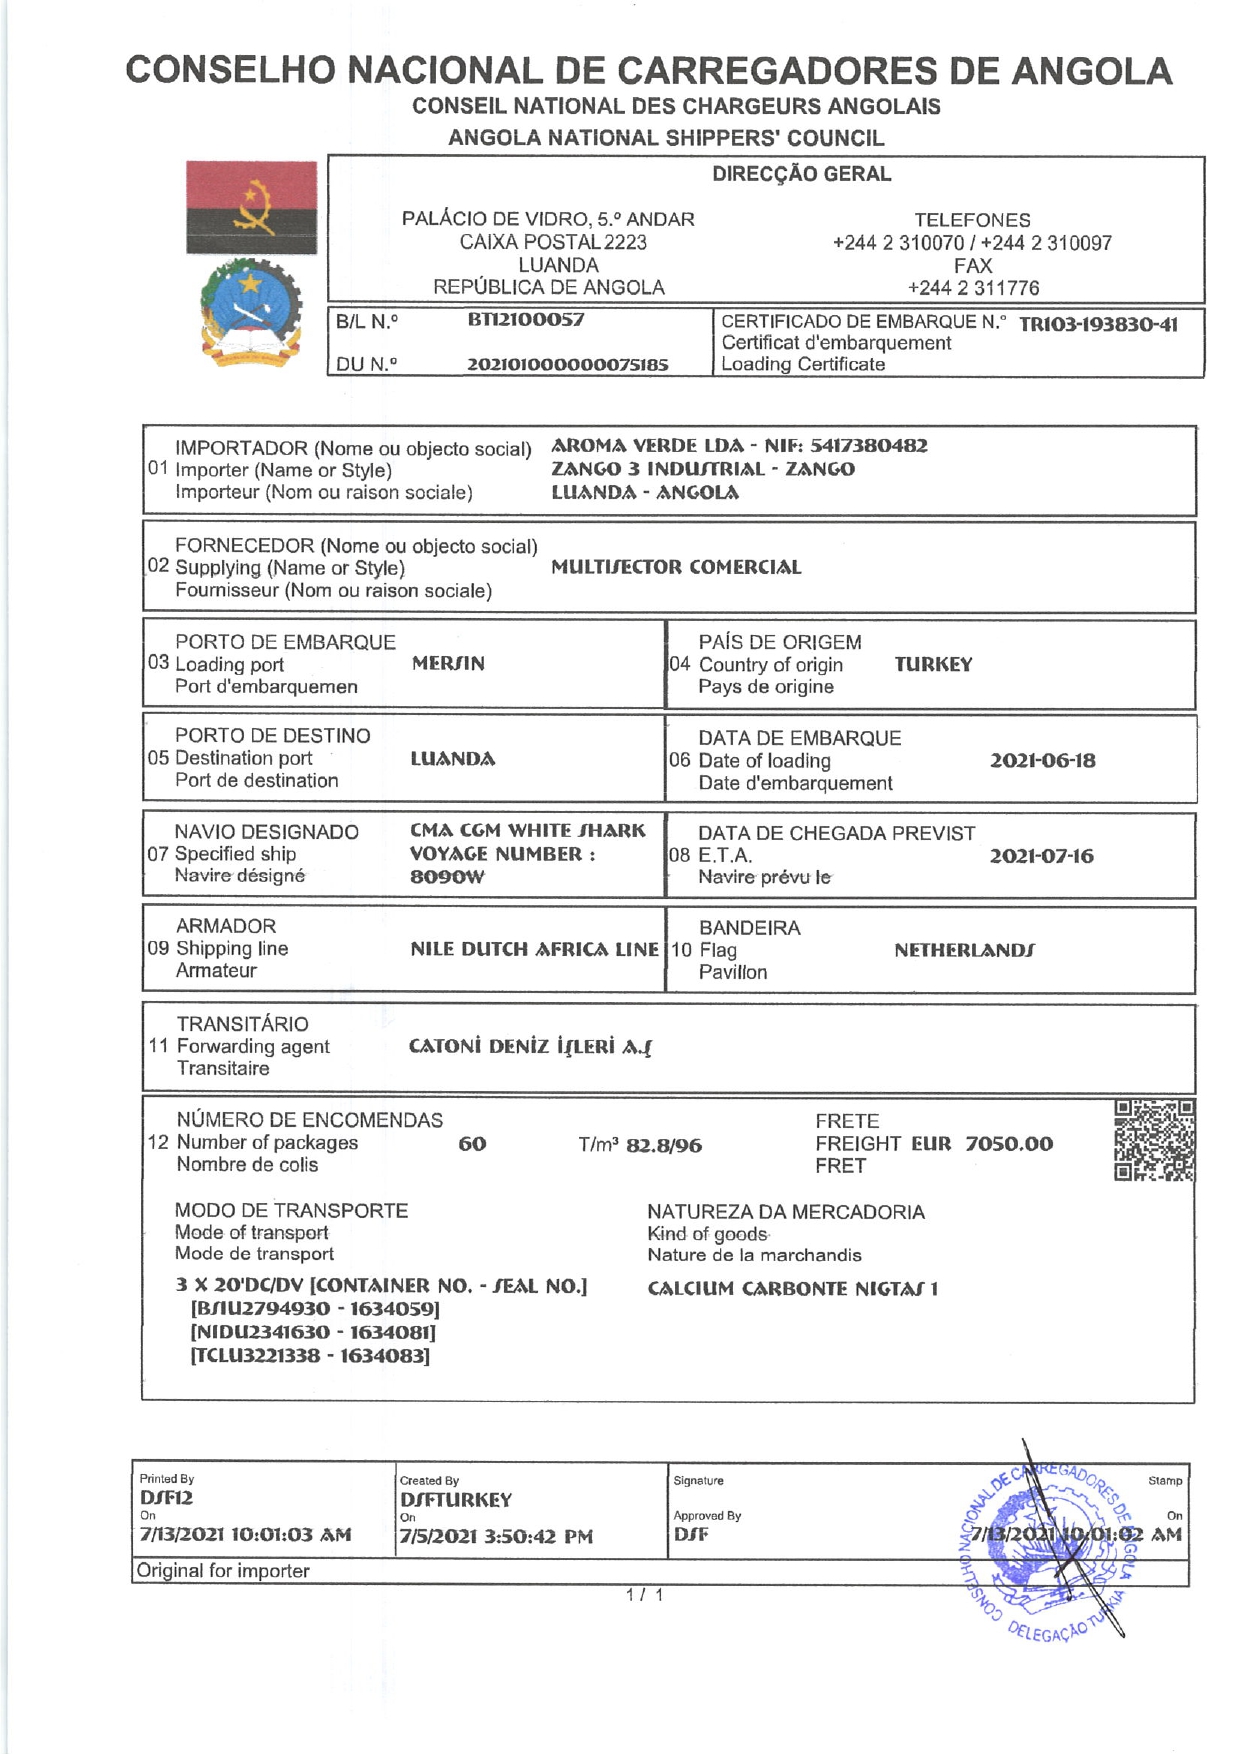 CONSELHO NACIONAL DE CARREGADORES DE ANGOLA
CONSEIL NATIONAL DES CHARGEURS ANGOLAIS
ANGOLA NATIONAL SHIPPERS' COUNCIL
DIRECÇÃO GERAL
PALÁCIO DE VIDRO, 5.º ANDAR
CAIXA POSTAL 2223
LUANDA
REPÚBLICA DE ANGOLA
TELEFONES
+244 2 310070 / +244 2 310097
FAX
+244 2 311776
B/L N.º BTI2100057
DU N.º 202101000000075185
CERTIFICADO DE EMBARQUE N.º TR103-193830-41
Certificat d'embarquement
Loading Certificate
IMPORTADOR (Nome ou objecto social) AROMA VERDE LDA - NIF: 5417380482
01 Importer (Name or Style) ZANGO 3 INDUSTRIAL - ZANGO
Importeur (Nom ou raison sociale) LUANDA - ANGOLA
FORNECEDOR (Nome ou objecto social)
02 Supplying (Name or Style) MULTISECTOR COMERCIAL
Fournisseur (Nom ou raison sociale)
PORTO DE EMBARQUE
03 Loading port MERSIN
Port d'embarquemen
PAÍS DE ORIGEM
04 Country of origin TURKEY
Pays de origine
PORTO DE DESTINO
05 Destination port LUANDA
Port de destination
DATA DE EMBARQUE
06 Date of loading 2021-06-18
Date d'embarquement
NAVIO DESIGNADO CMA CGM WHITE SHARK
07 Specified ship VOYAGE NUMBER :
Navire désigné 8090W
DATA DE CHEGADA PREVIST
08 E.T.A. 2021-07-16
Navire prévu le
ARMADOR
09 Shipping line NILE DUTCH AFRICA LINE
Armateur
BANDEIRA
10 Flag NETHERLANDS
Pavillon
TRANSITÁRIO
11 Forwarding agent CATONİ DENİZ İŞLERİ A.Ş
Transitaire
NÚMERO DE ENCOMENDAS
12 Number of packages 60 T/m³ 82.8/96
Nombre de colis
FRETE
FREIGHT EUR 7050.00
FRET
MODO DE TRANSPORTE
Mode of transport
Mode de transport
3 X 20'DC/DV [CONTAINER NO. - SEAL NO.]
[BSIU2794930 - 1634059]
[NIDU2341630 - 1634081]
[TCLU3221338 - 1634083]
NATUREZA DA MERCADORIA
Kind of goods
Nature de la marchandis
CALCIUM CARBONTE NIGTAS 1
Printed By
DSF12
On
7/13/2021 10:01:03 AM
Created By
DSFTURKEY
On
7/5/2021 3:50:42 PM
Signature
Approved By
DSF
Stamp
On
7/13/2021 10:01:02 AM
CONSELHO NACIONAL DE CARREGADORES DE ANGOLA
DELEGAÇÃO TURKIA
Original for importer
1 / 1